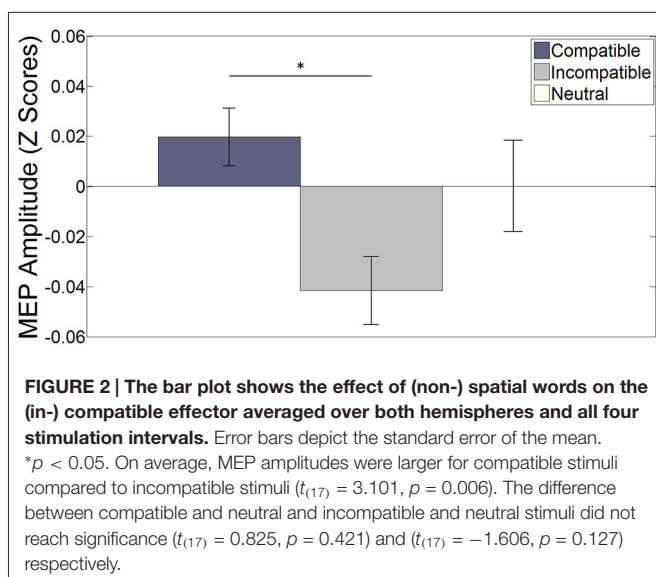 0.06
0.04
0.02
0
-0.02
-0.04
-0.06
MEP Amplitude (Z Scores)
*
Compatible
Incompatible
Neutral
FIGURE 2 | The bar plot shows the effect of (non-) spatial words on the
(in-) compatible effector averaged over both hemispheres and all four
stimulation intervals. Error bars depict the standard error of the mean.
*p < 0.05. On average, MEP amplitudes were larger for compatible stimuli
compared to incompatible stimuli (t(17) = 3.101, p = 0.006). The difference
between compatible and neutral and incompatible and neutral stimuli did not
reach significance (t(17) = 0.825, p = 0.421) and (t(17) = −1.606, p = 0.127)
respectively.